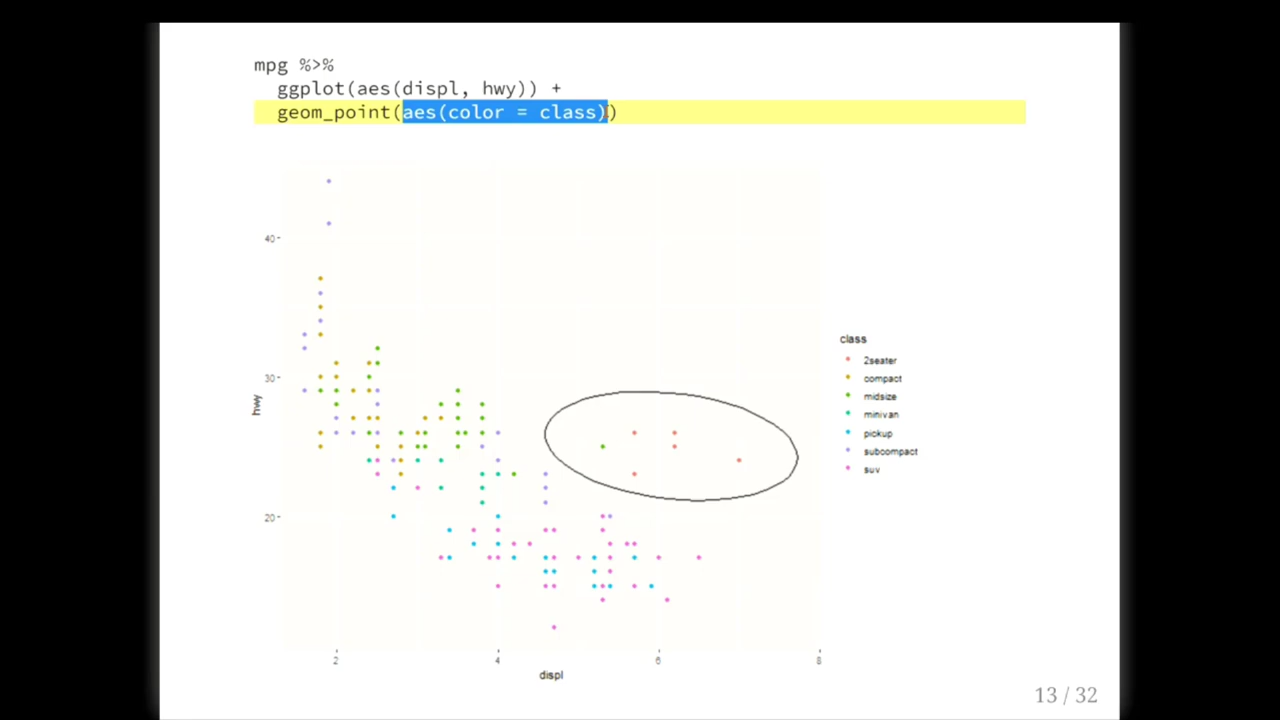 mpg %>%
ggplot(aes(displ, hwy)) +
geom_point(aes(color = class))
40
30
20
hwy
2
4
6
8
displ
class
2seater
compact
midsize
minivan
pickup
subcompact
suv
13 / 32